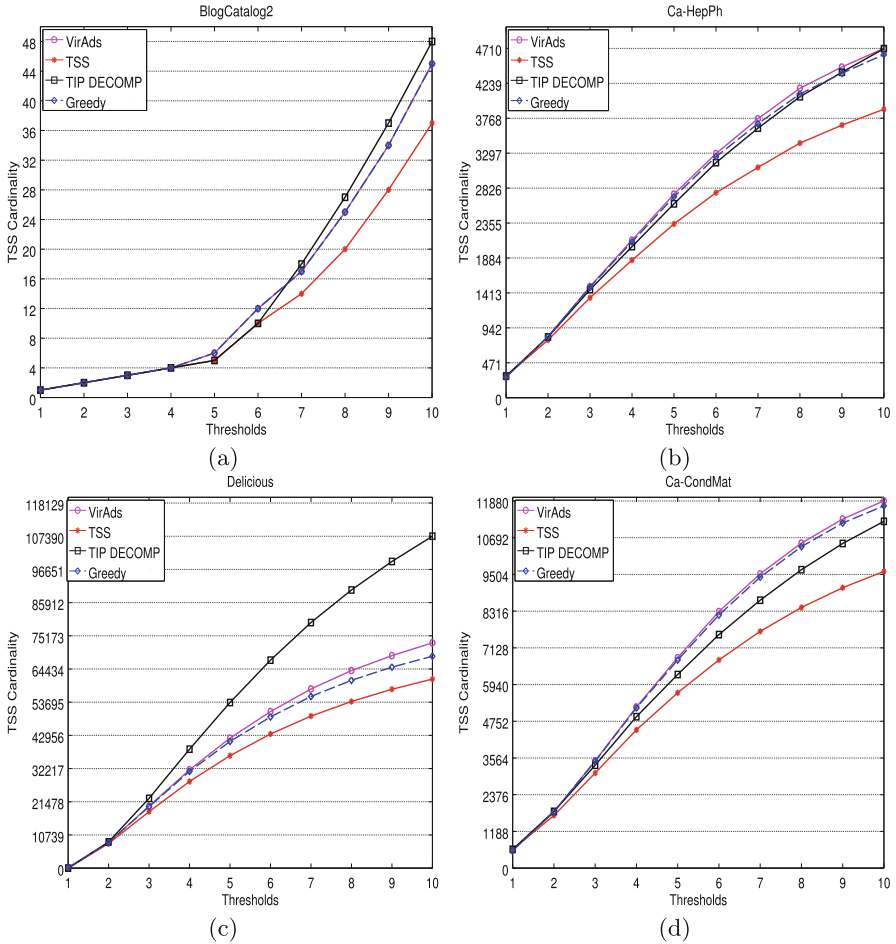 BlogCatalog2
VirAds
TSS
TIP DECOMP
Greedy
TSS Cardinality
48
44
40
36
32
28
24
20
16
12
8
4
0
1 2 3 4 5 6 7 8 9 10
Thresholds
(a)
Ca-HepPh
VirAds
TSS
TIP DECOMP
Greedy
TSS Cardinality
4710
4239
3768
3297
2826
2355
1884
1413
942
471
0
1 2 3 4 5 6 7 8 9 10
Thresholds
(b)
Delicious
VirAds
TSS
TIP DECOMP
Greedy
TSS Cardinality
118129
107390
96651
85912
75173
64434
53695
42956
32217
21478
10739
0
1 2 3 4 5 6 7 8 9 10
Thresholds
(c)
Ca-CondMat
VirAds
TSS
TIP DECOMP
Greedy
TSS Cardinality
11880
10692
9504
8316
7128
5940
4752
3564
2376
1188
0
1 2 3 4 5 6 7 8 9 10
Thresholds
(d)